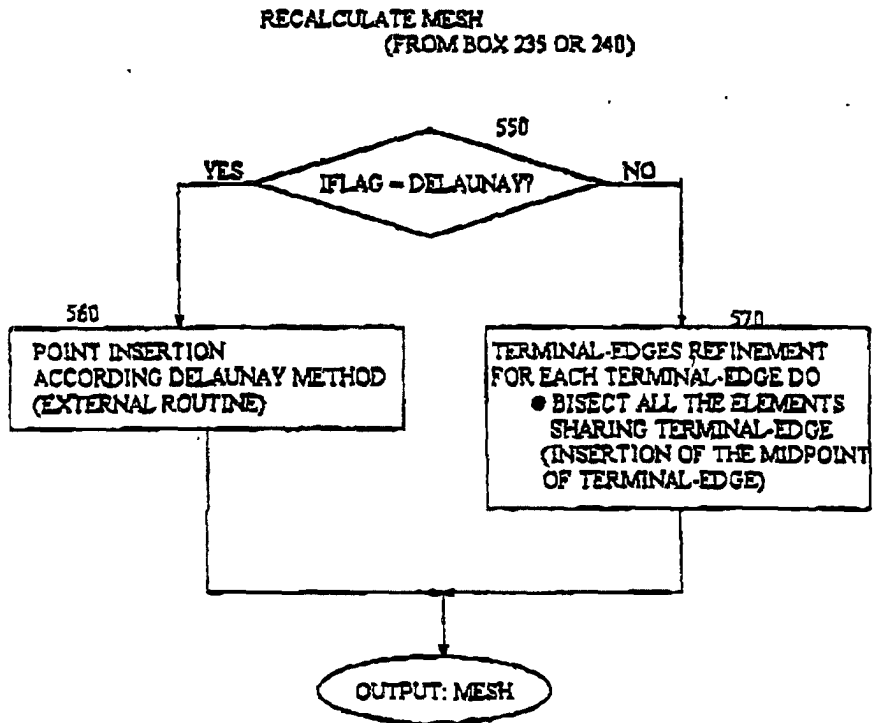 RECALCULATE MESH
(FROM BOX 235 OR 240)
550
YES
IFLAG = DELAUNAY?
NO
560
POINT INSERTION
ACCORDING DELAUNAY METHOD
(EXTERNAL ROUTINE)
570
TERMINAL-EDGES REFINEMENT
FOR EACH TERMINAL-EDGE DO
● BISECT ALL THE ELEMENTS
SHARING TERMINAL-EDGE
(INSERTION OF THE MIDPOINT
OF TERMINAL-EDGE)
OUTPUT: MESH